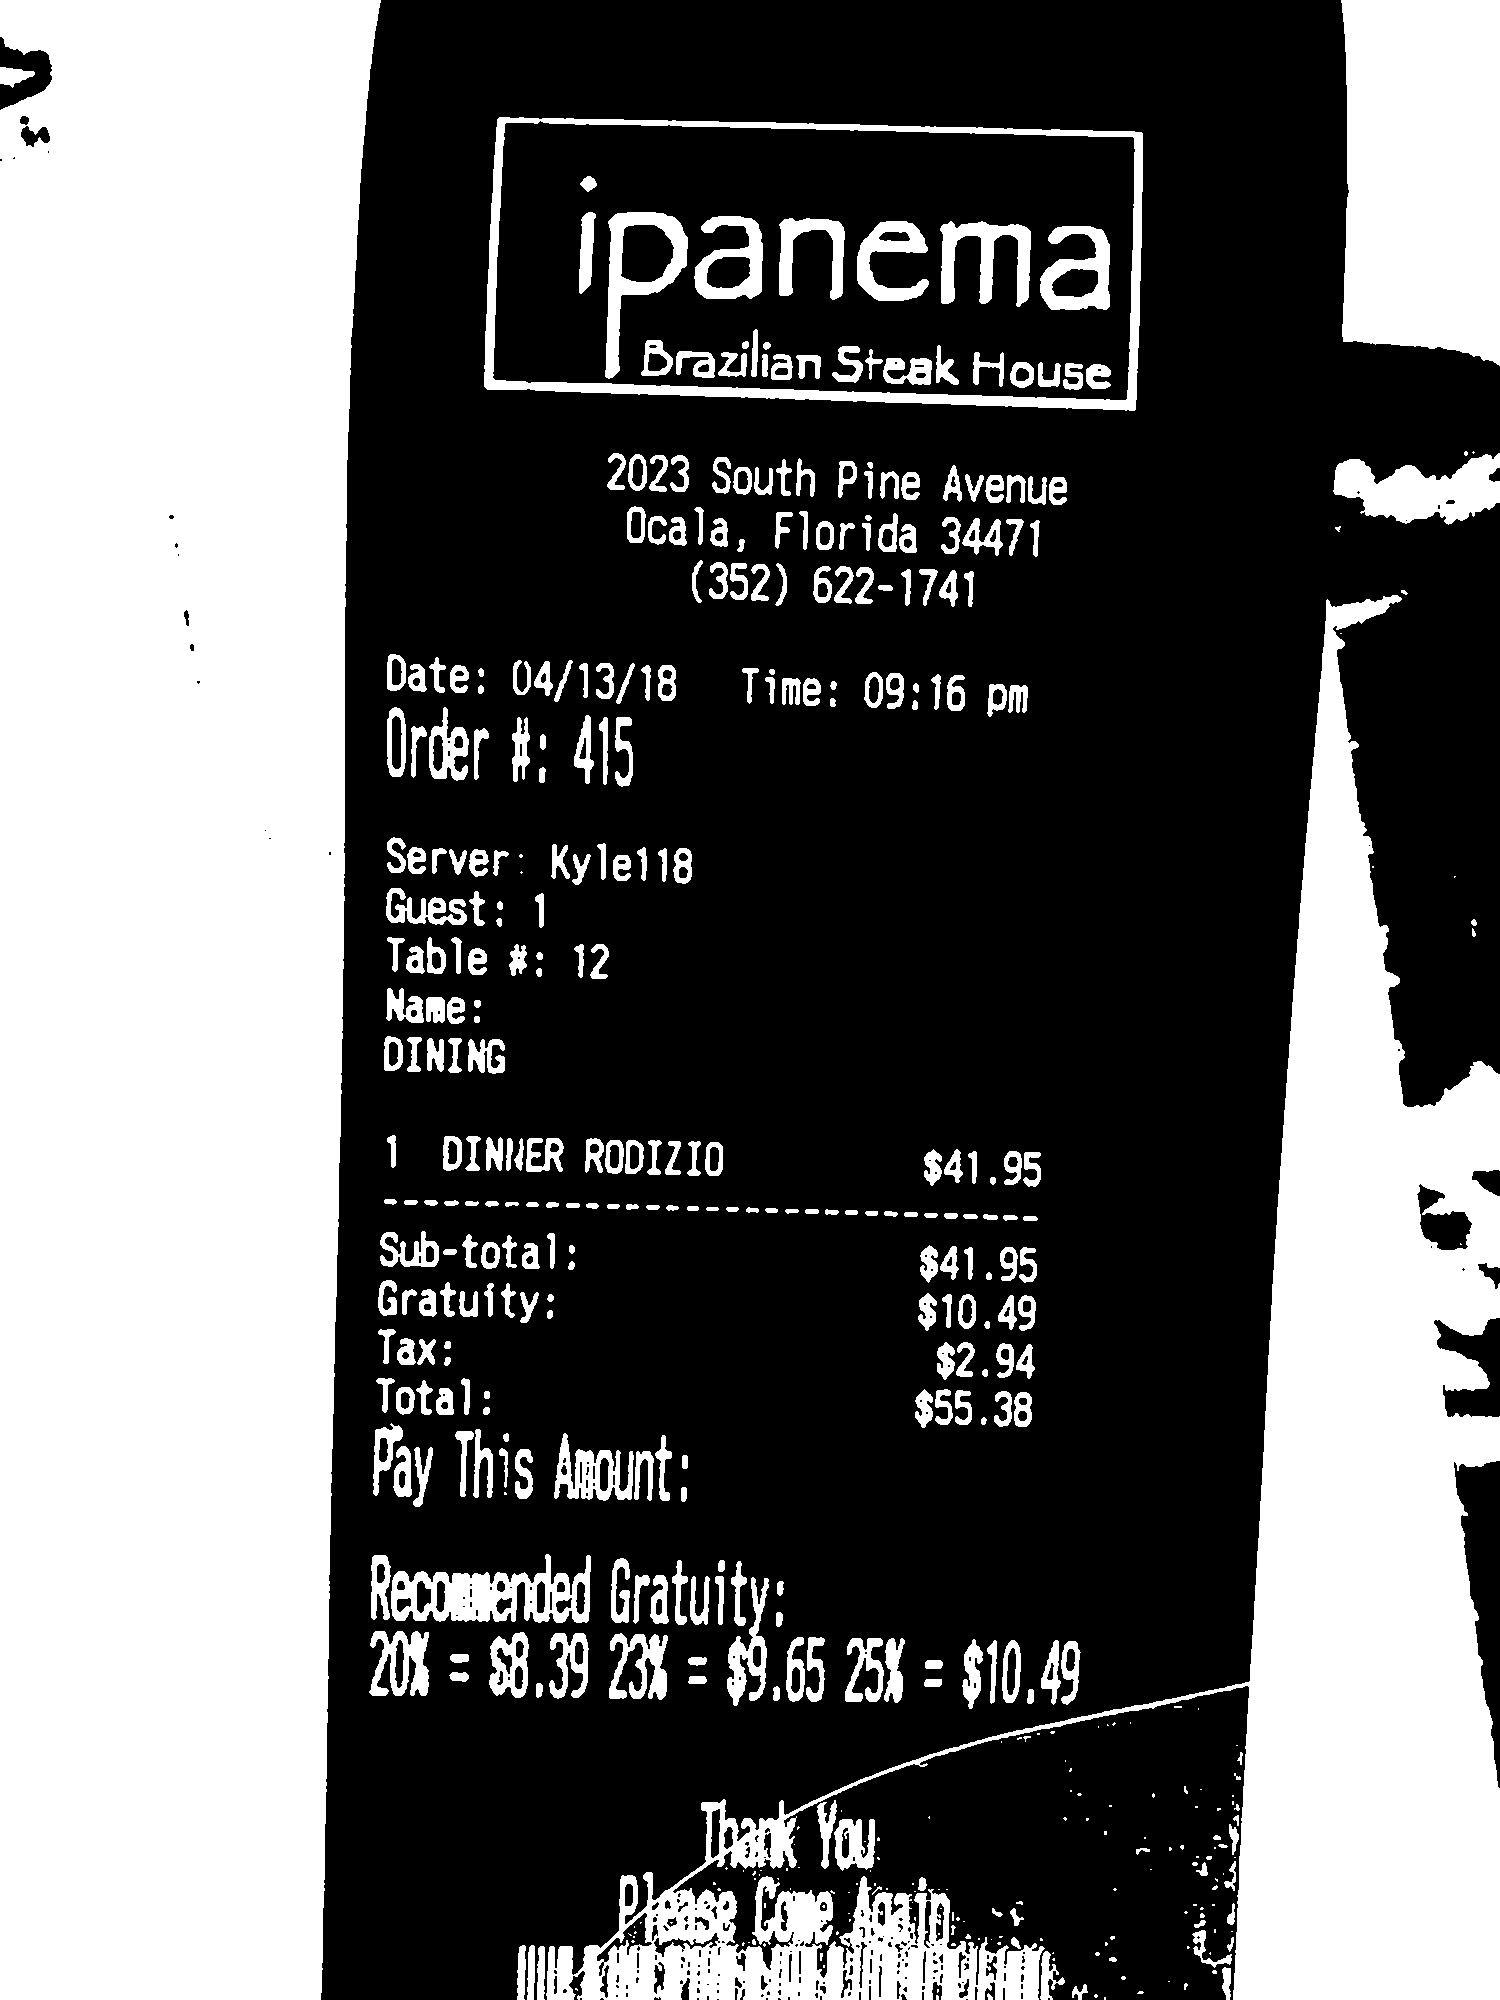 ipanema
Brazilian Steak House
2023 South Pine Avenue
Ocala, Florida 34471
(352) 622-1741
Date: 04/13/18 Time: 09:16 pm
Order #: 415
Server: Kyle118
Guest: 1
Table #: 12
Name:
DINING
1 DINNER RODIZIO $41.95
--------------------------------
Sub-total: $41.95
Gratuity: $10.49
Tax: $2.94
Total: $55.38
Pay This Amount:
Recommended Gratuity:
20% = $8.39 23% = $9.65 25% = $10.49
Thank You
Please Come Again